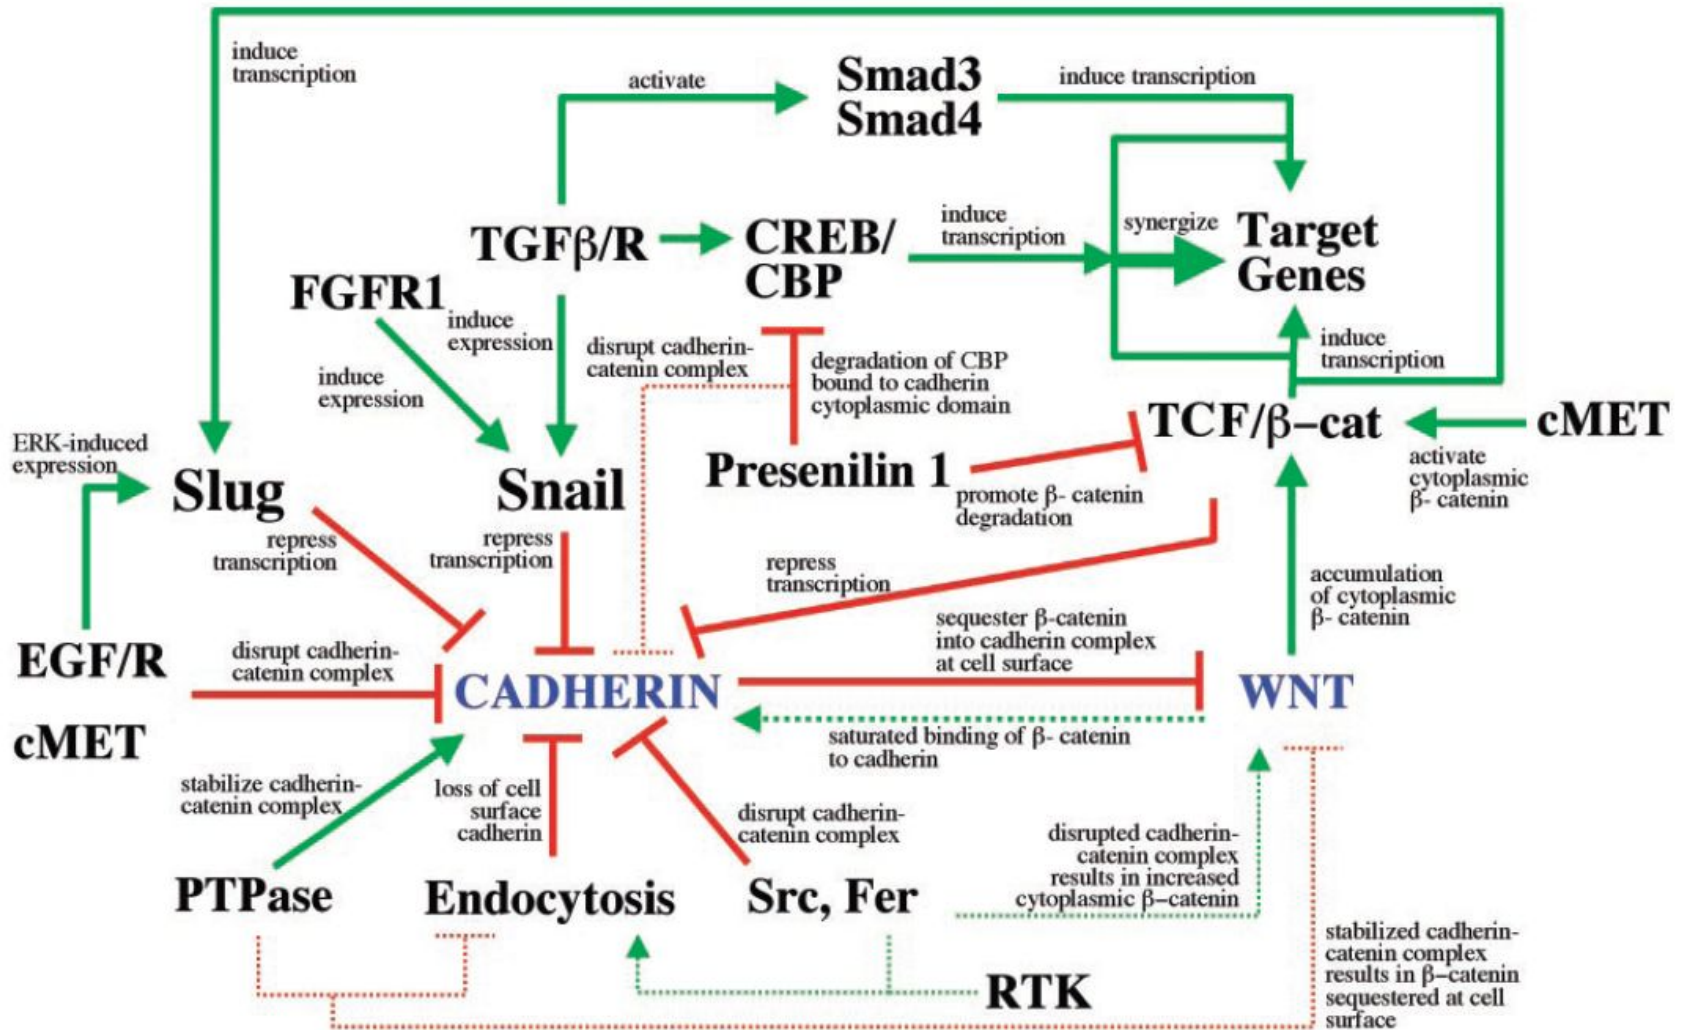 induce
transcription
activate
Smad3
Smad4
induce transcription
TGFβ/R
CREB/
CBP
induce
transcription
synergize
Target
Genes
FGFR1
induce
expression
induce
expression
disrupt cadherin-
catenin complex
degradation of CBP
bound to cadherin
cytoplasmic domain
induce
transcription
TCF/β–cat
cMET
activate
cytoplasmic
β- catenin
ERK-induced
expression
Slug
Snail
Presenilin 1
promote β- catenin
degradation
repress
transcription
repress
transcription
repress
transcription
accumulation
of cytoplasmic
β- catenin
sequester β-catenin
into cadherin complex
at cell surface
EGF/R
cMET
disrupt cadherin-
catenin complex
CADHERIN
WNT
saturated binding of β- catenin
to cadherin
stabilize cadherin-
catenin complex
loss of cell
surface
cadherin
disrupt cadherin-
catenin complex
disrupted cadherin-
catenin complex
results in increased
cytoplasmic β–catenin
PTPase
Endocytosis
Src, Fer
RTK
stabilized cadherin-
catenin complex
results in β–catenin
sequestered at cell
surface